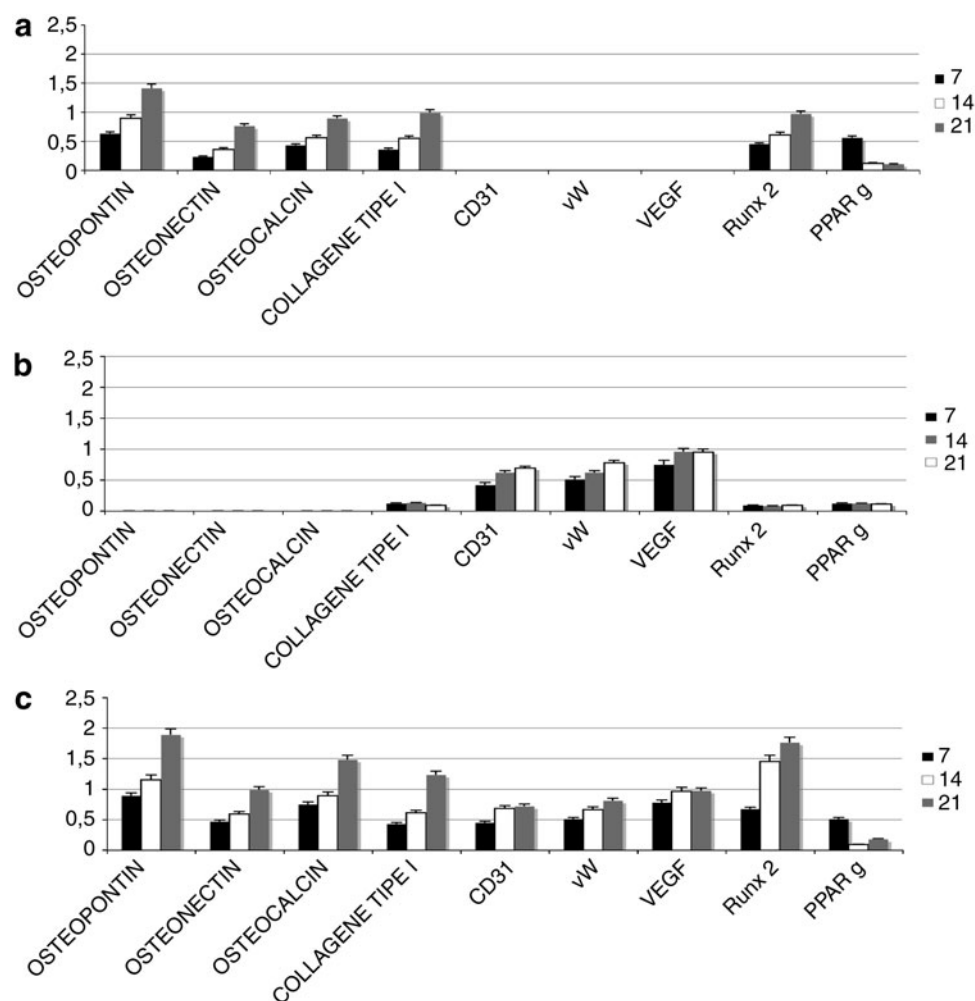 a
2,5
2
1,5
1
0,5
0
OSTEOPONTIN
OSTEONECTIN
OSTEOCALCIN
COLLAGENE TIPE I
CD31
vW
VEGF
Runx 2
PPAR g
7
14
21
b
2,5
2
1,5
1
0,5
0
OSTEOPONTIN
OSTEONECTIN
OSTEOCALCIN
COLLAGENE TIPE I
CD31
vW
VEGF
Runx 2
PPAR g
7
14
21
c
2,5
2
1,5
1
0,5
0
OSTEOPONTIN
OSTEONECTIN
OSTEOCALCIN
COLLAGENE TIPE I
CD31
vW
VEGF
Runx 2
PPAR g
7
14
21